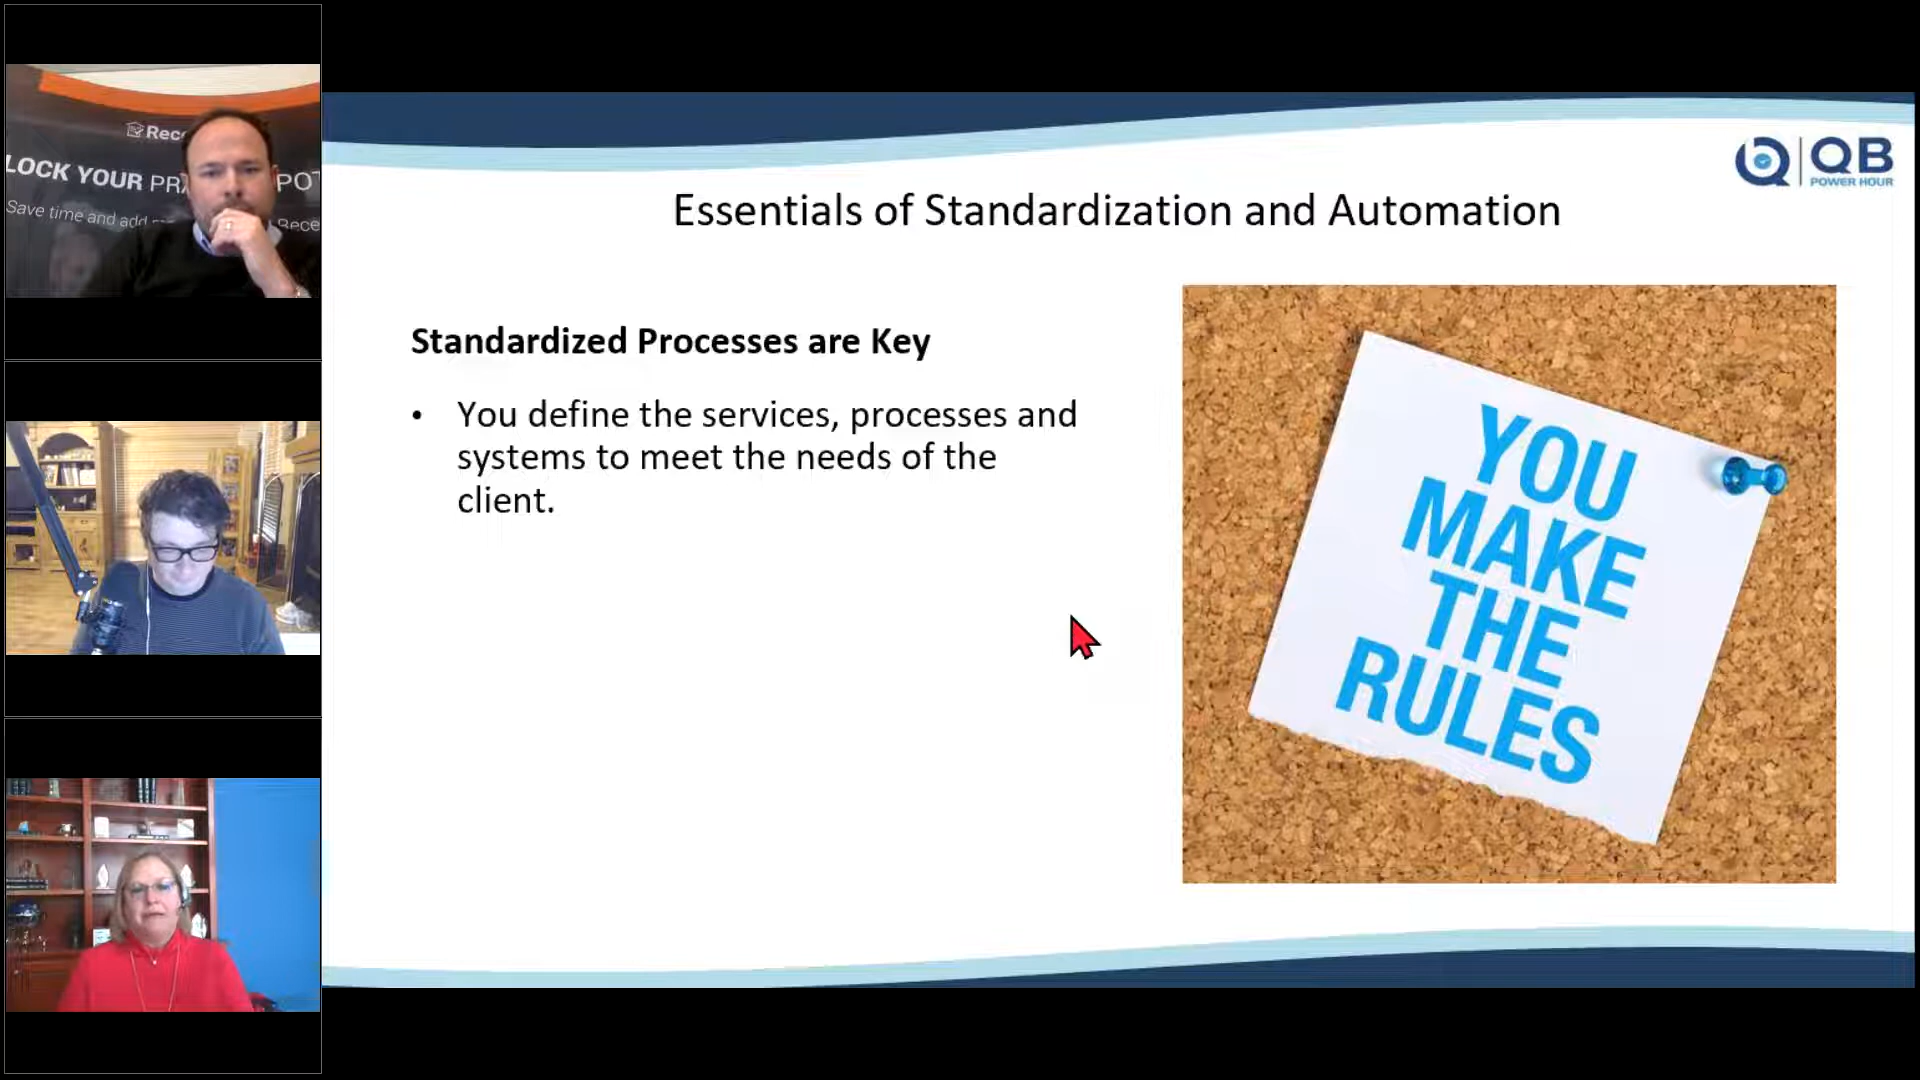 LOCK YOUR
Save time and add
QB
POWER HOUR
Essentials of Standardization and Automation
Standardized Processes are Key
• You define the services, processes and
systems to meet the needs of the
client.
YOU
MAKE
THE
RULES